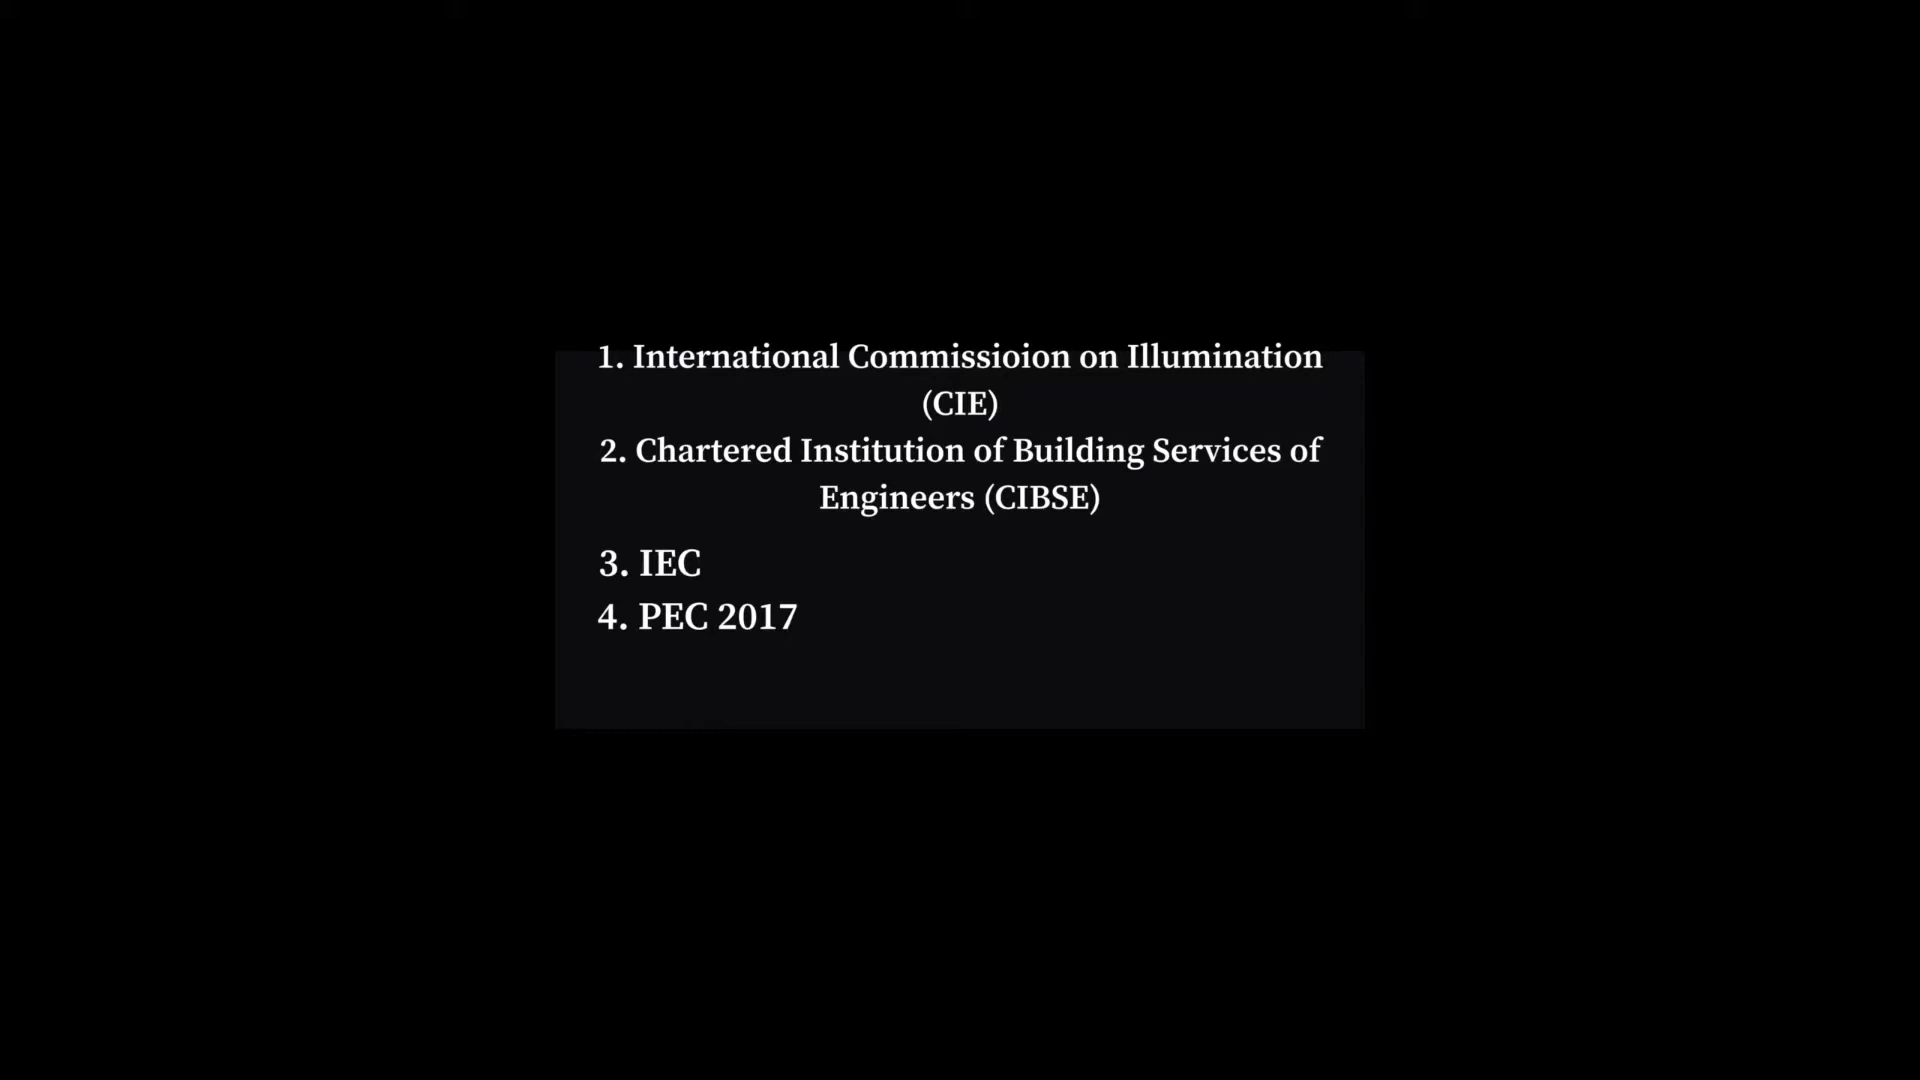 1. International Commissioion on Illumination
(CIE)
2. Chartered Institution of Building Services of
Engineers (CIBSE)
3. IEC
4. PEC 2017